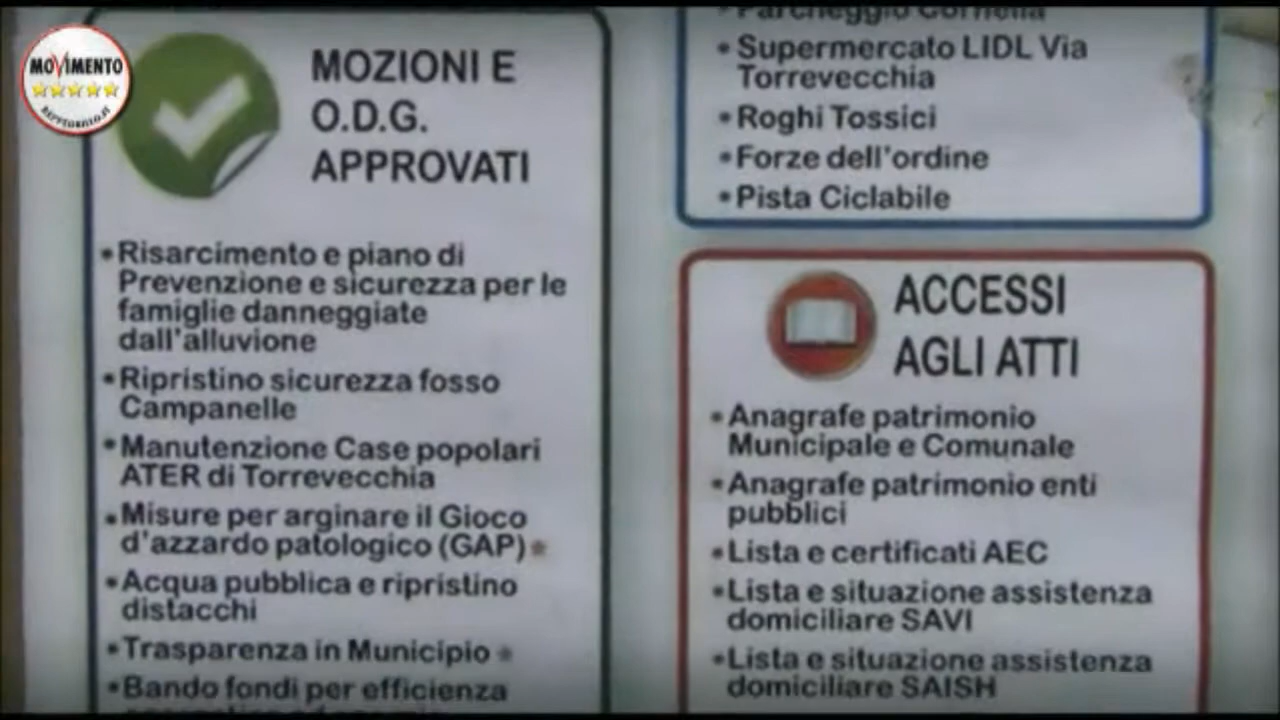 MOVIMENTO
BEPPEGRILLO.IT
MOZIONI E
O.D.G.
APPROVATI
•Risarcimento e piano di
Prevenzione e sicurezza per le
famiglie danneggiate
dall'alluvione
•Ripristino sicurezza fosso
Campanelle
•Manutenzione Case popolari
ATER di Torrevecchia
•Misure per arginare il Gioco
d'azzardo patologico (GAP)*
•Acqua pubblica e ripristino
distacchi
•Trasparenza in Municipio *
•Bando fondi per efficienza
Parcheggio Cornelia
•Supermercato LIDL Via
Torrevecchia
•Roghi Tossici
•Forze dell'ordine
•Pista Ciclabile
ACCESSI
AGLI ATTI
•Anagrafe patrimonio
Municipale e Comunale
•Anagrafe patrimonio enti
pubblici
•Lista e certificati AEC
•Lista e situazione assistenza
domiciliare SAVI
•Lista e situazione assistenza
domiciliare SAISH